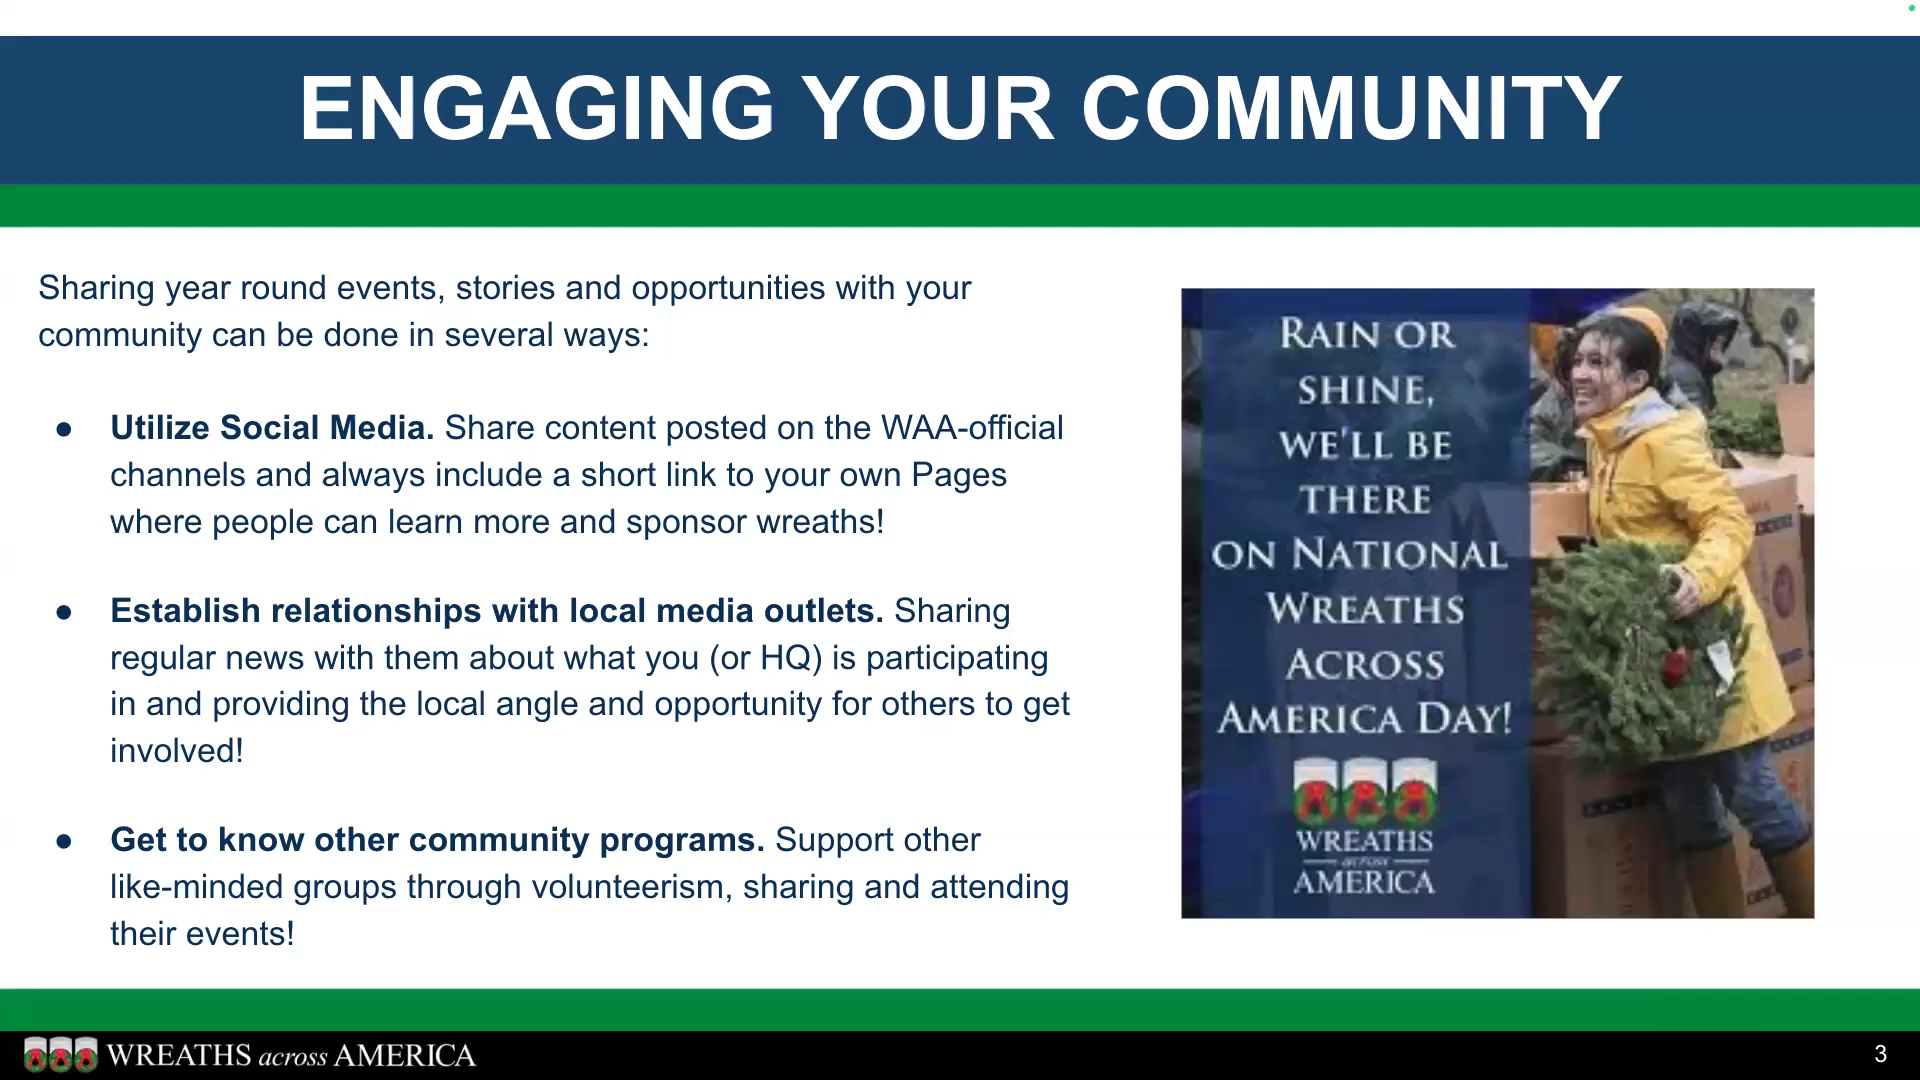 ENGAGING YOUR COMMUNITY
Sharing year round events, stories and opportunities with your
community can be done in several ways:
● Utilize Social Media. Share content posted on the WAA-official
channels and always include a short link to your own Pages
where people can learn more and sponsor wreaths!
● Establish relationships with local media outlets. Sharing
regular news with them about what you (or HQ) is participating
in and providing the local angle and opportunity for others to get
involved!
● Get to know other community programs. Support other
like-minded groups through volunteerism, sharing and attending
their events!
RAIN OR
SHINE,
WE'LL BE
THERE
ON NATIONAL
WREATHS
ACROSS
AMERICA DAY!
WREATHS
across
AMERICA
WREATHS across AMERICA
3